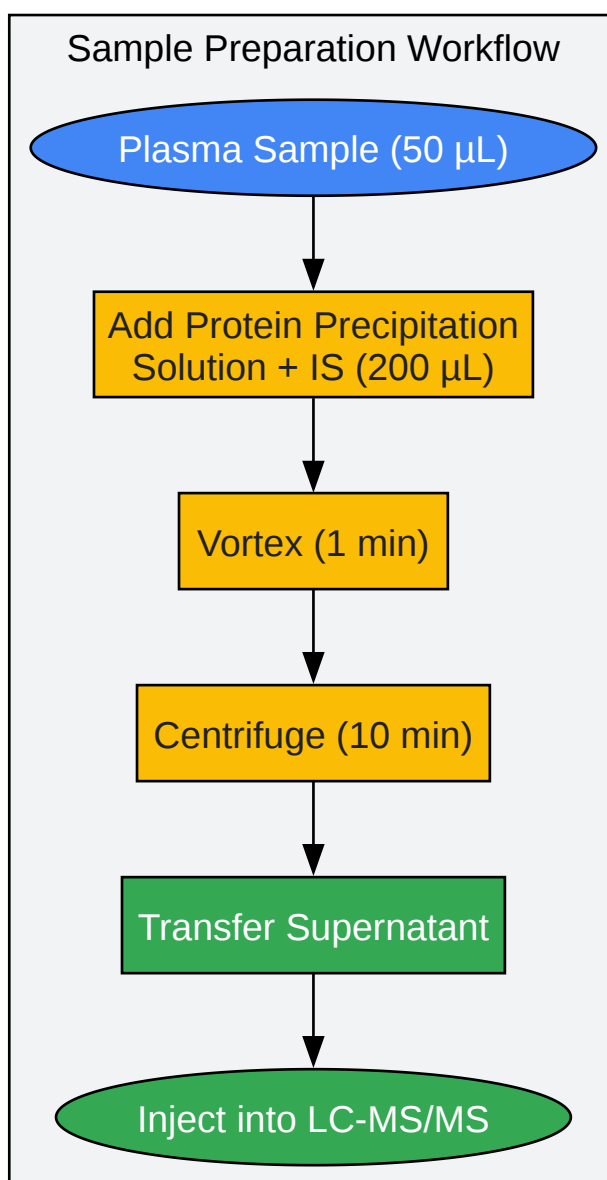 Sample Preparation Workflow
Plasma Sample (50 µL)
Add Protein Precipitation
Solution + IS (200 µL)
Vortex (1 min)
Centrifuge (10 min)
Transfer Supernatant
Inject into LC-MS/MS